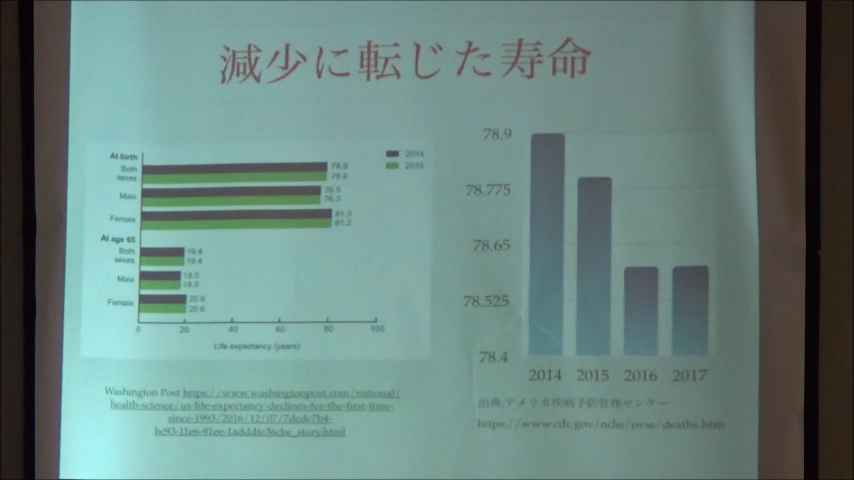 減少に転じた寿命
At birth
Both sexes
Male
Female
At age 65
Both sexes
Male
Female
78.9
78.8
76.5
76.3
81.3
81.2
19.4
19.4
18.0
18.0
20.6
20.6
2014
2015
0 20 40 60 80 100
Life expectancy (years)
Washington Post https://www.washingtonpost.com/national/
health-science/us-life-expectancy-declines-for-the-first-time-
since-1993/2016/12/07/7dcdc7b4-
78.9
78.775
78.65
78.525
78.4
2014 2015 2016 2017
出典:アメリカ疾病予防管理センター
https://www.cdc.gov/nchs/nvss/deaths.htm